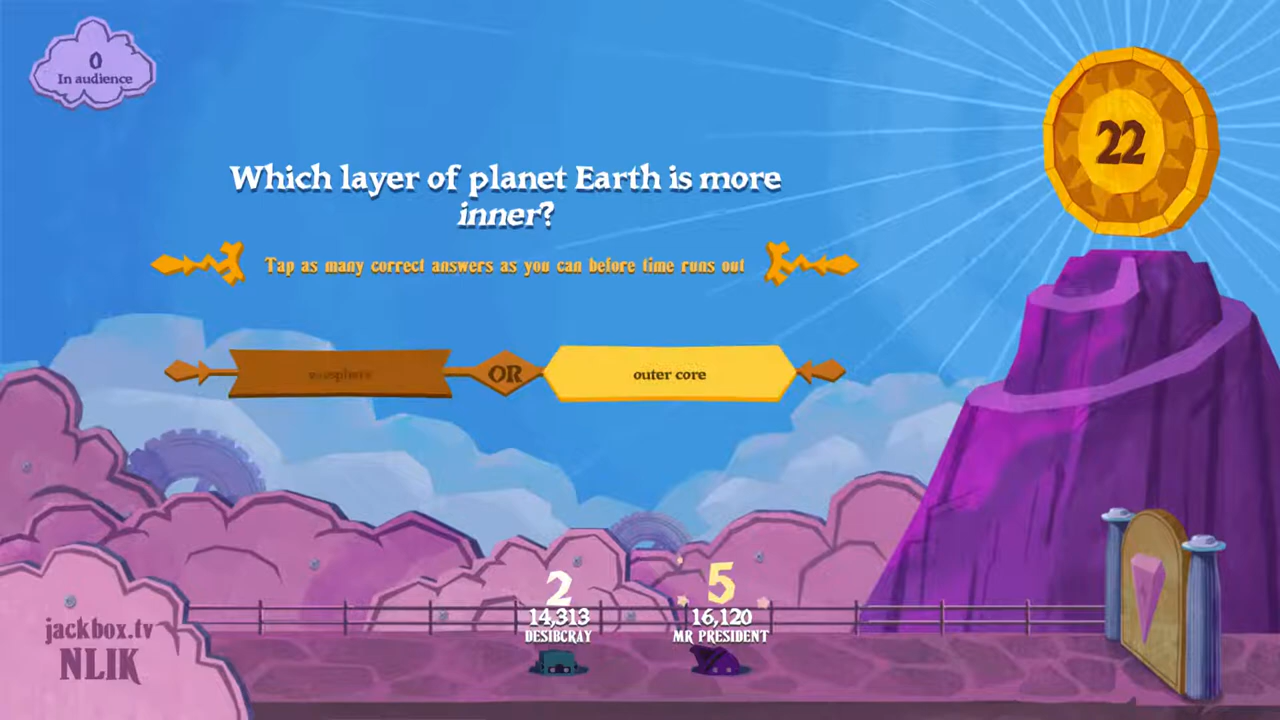 0
In audience
22
Which layer of planet Earth is more
inner?
Tap as many correct answers as you can before time runs out
OR
outer core
2
14,313
DESIBCRAY
5
16,120
MR PRESIDENT
jackbox.tv
NLIK